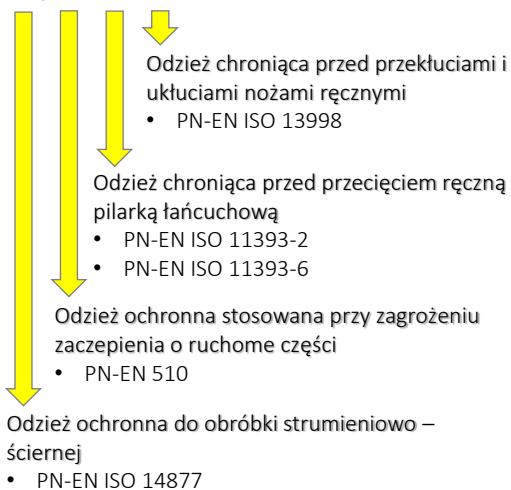 Odzież chroniąca przed przekłuciami i
ukłuciami nożami ręcznymi
• PN-EN ISO 13998
Odzież chroniąca przed przecięciem ręczną
pilarką łańcuchową
• PN-EN ISO 11393-2
• PN-EN ISO 11393-6
Odzież ochronna stosowana przy zagrożeniu
zaczepienia o ruchome części
• PN-EN 510
Odzież ochronna do obróbki strumieniowo –
ściernej
• PN-EN ISO 14877